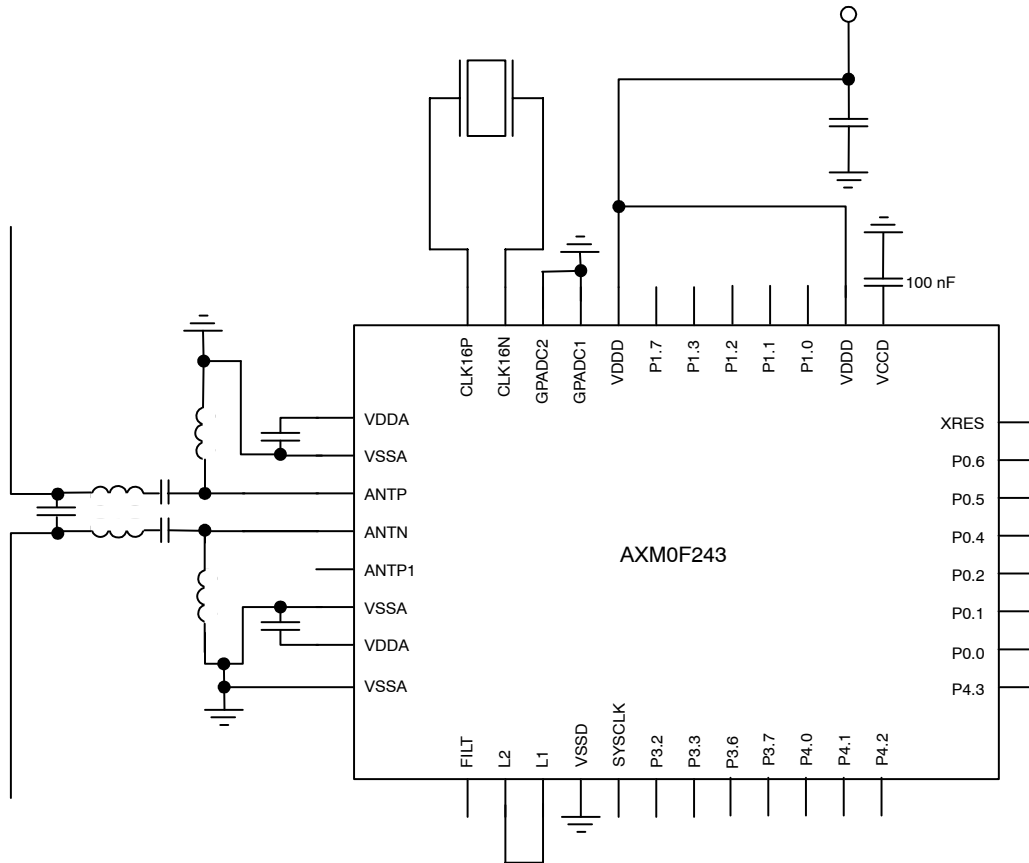 100 nF
CLK16P
CLK16N
GPADC2
GPADC1
VDDD
P1.7
P1.3
P1.2
P1.1
P1.0
VDDD
VCCD
VDDA
VSSA
ANTP
ANTN
ANTP1
VSSA
VDDA
VSSA
AXM0F243
XRES
P0.6
P0.5
P0.4
P0.2
P0.1
P0.0
P4.3
FILT
L2
L1
VSSD
SYSCLK
P3.2
P3.3
P3.6
P3.7
P4.0
P4.1
P4.2